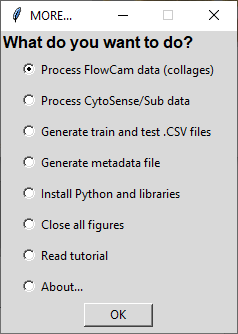 MORE...
What do you want to do?
Process FlowCam data (collages)
Process CytoSense/Sub data
Generate train and test .CSV files
Generate metadata file
Install Python and libraries
Close all figures
Read tutorial
About...
OK